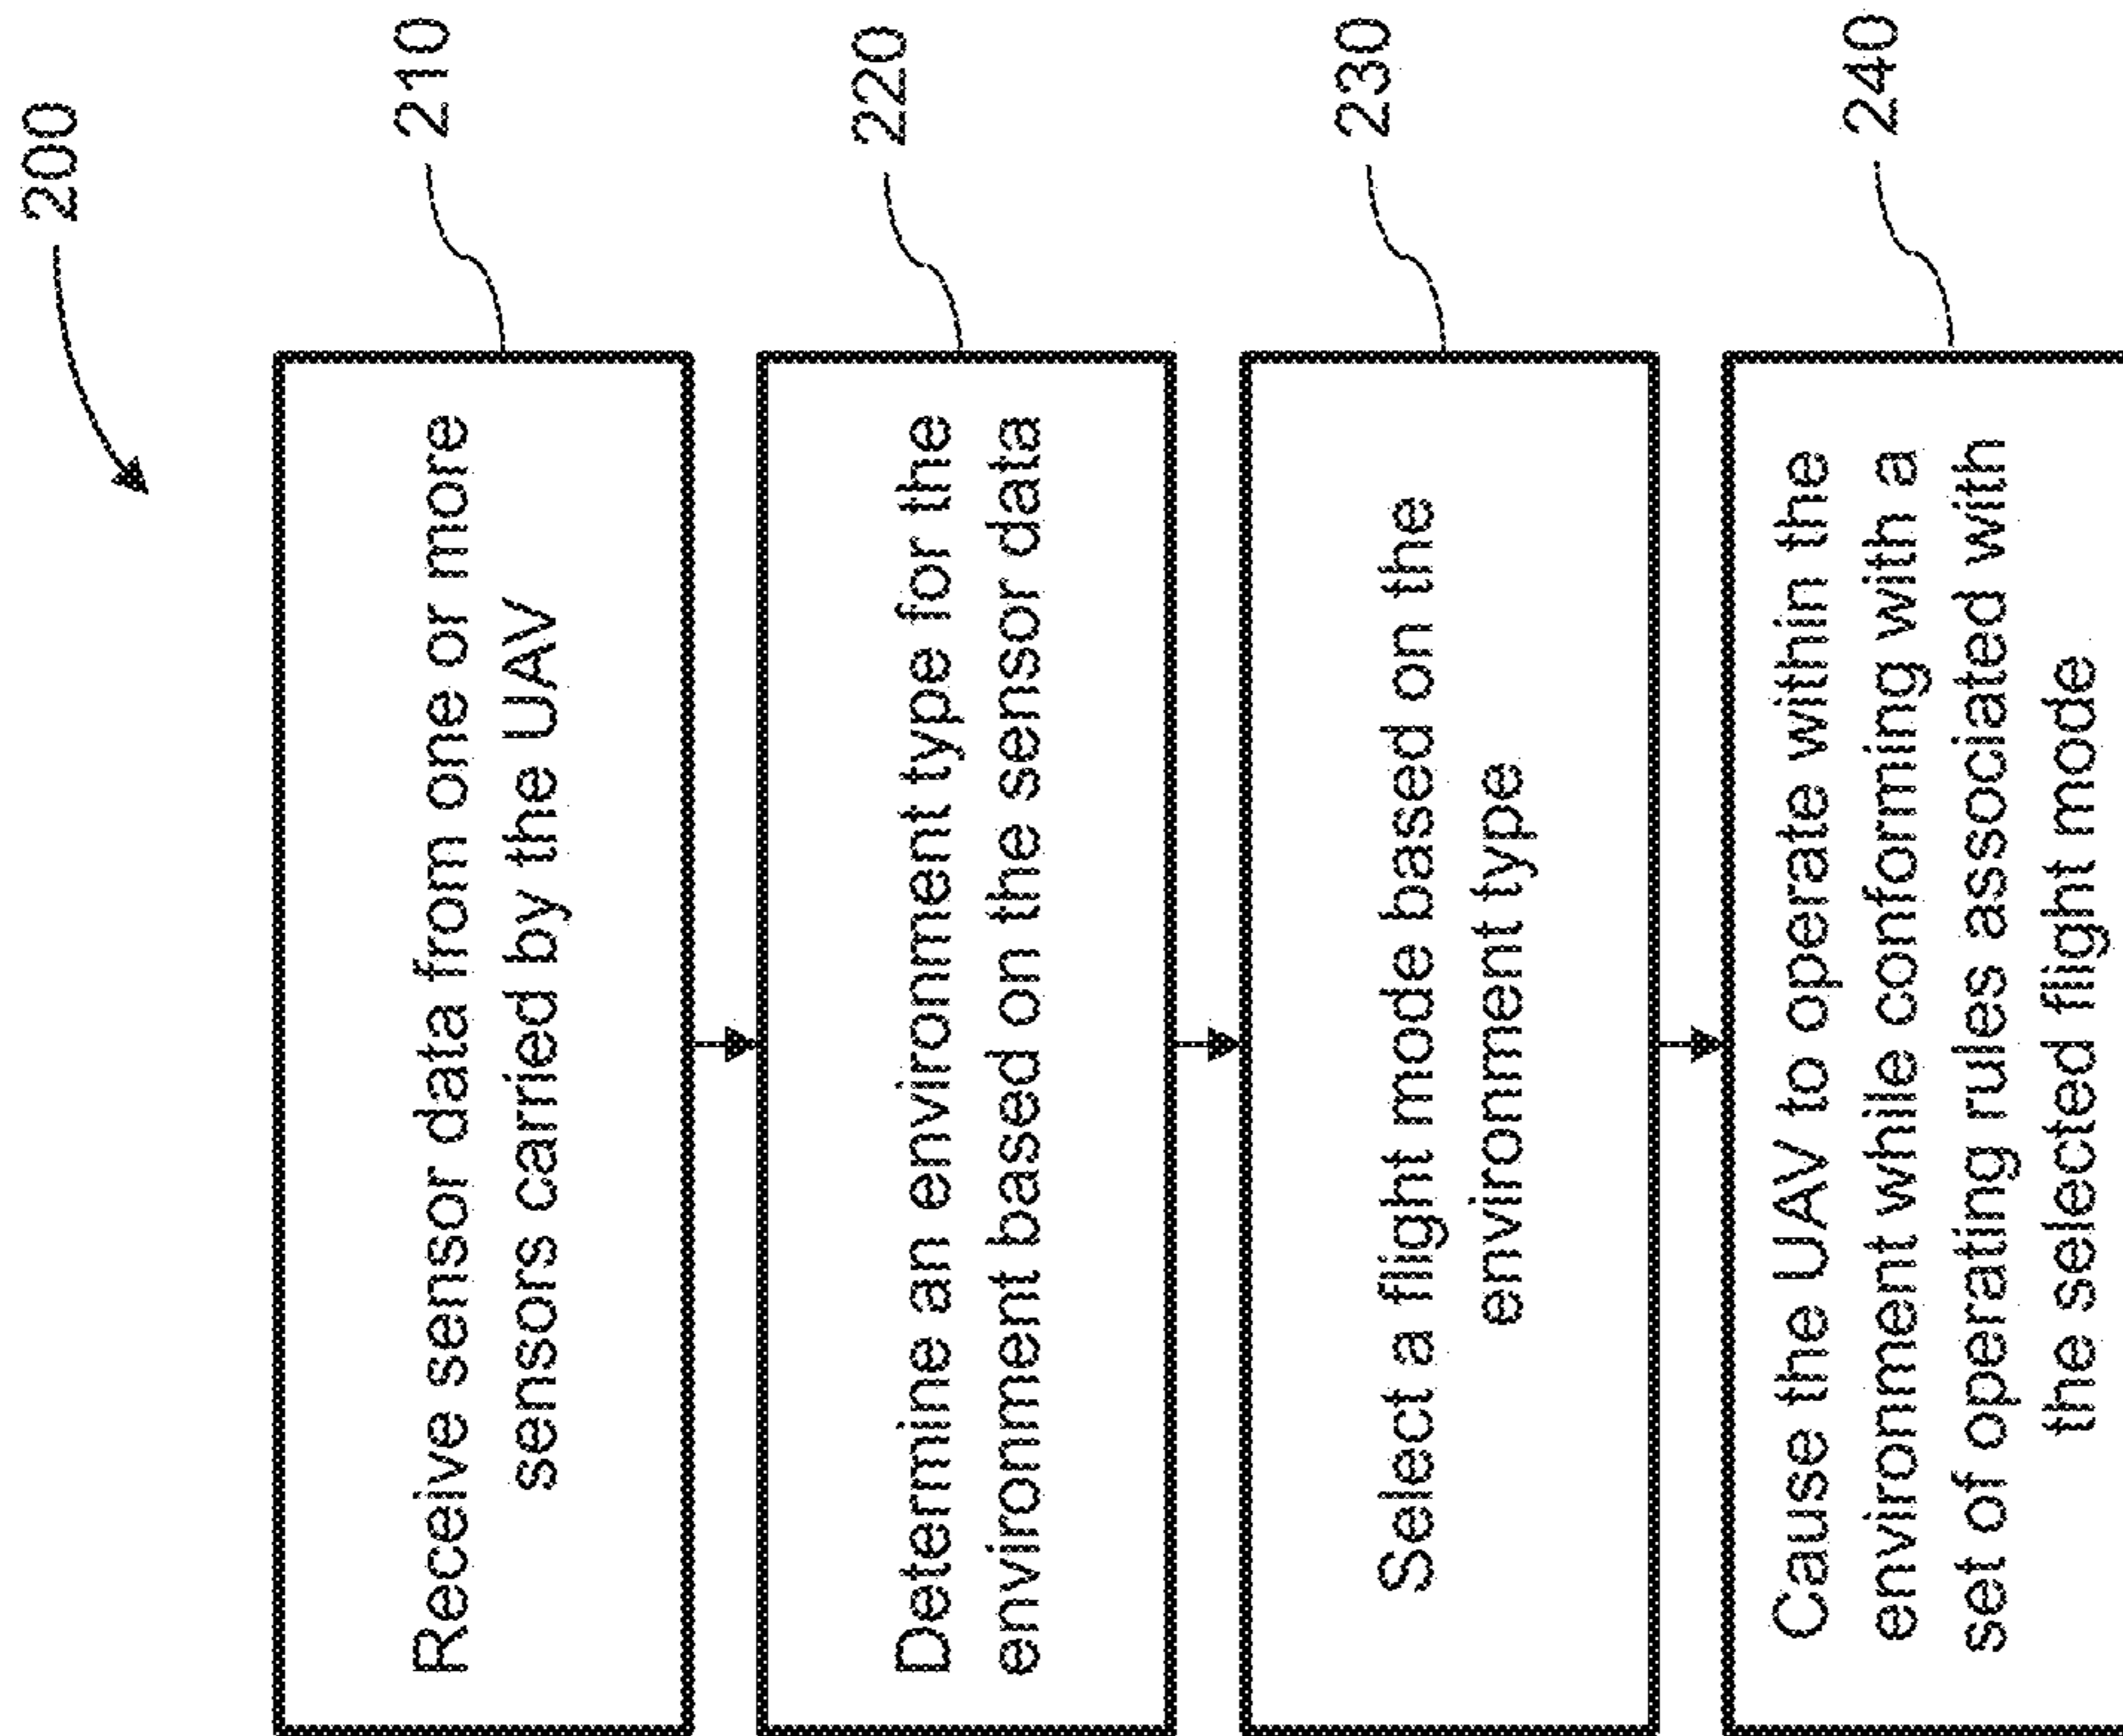 200
Receive sensor data from one or more
sensors carried by the UAV
210
Determine an environment type for the
environment based on the sensor data
220
Select a flight mode based on the
environment type
230
Cause the UAV to operate within the
environment while conforming with a
set of operating rules associated with
the selected flight mode
240